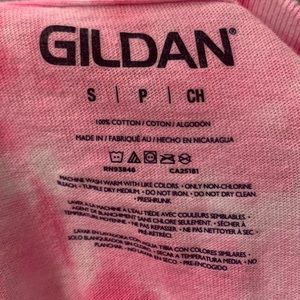 GILDAN®
S | P | CH
100% COTTON / COTON / ALGODÓN
MADE IN / FABRIQUÉ AU / HECHO EN NICARAGUA
RN93846 CA25181
MACHINE WASH WARM WITH LIKE COLORS. • ONLY NON-CHLORINE
BLEACH. • TUMBLE DRY MEDIUM. • DO NOT IRON. • DO NOT DRY CLEAN.
PRESHRUNK
LAVER À LA MACHINE À L'EAU TIÈDE AVEC COULEURS SEMBLABLES.
AGENT DE BLANCHIMENT SANS CHLORE SEULEMENT. • SÉCHER À
TEMP. MOYENNE. • NE PAS REPASSER. • NE PAS NETTOYER À SEC.
PRÉ-RÉTRÉCI
LAVAR EN LAVADORA CON AGUA TIBIA CON COLORES SIMILARES.
SOLO BLANQUEADOR SIN CLORO. • SECAR A TEMPERATURA MEDIA. • NO
PLANCHAR. • NO LAVAR EN SECO. • PRE-ENCOGIDO